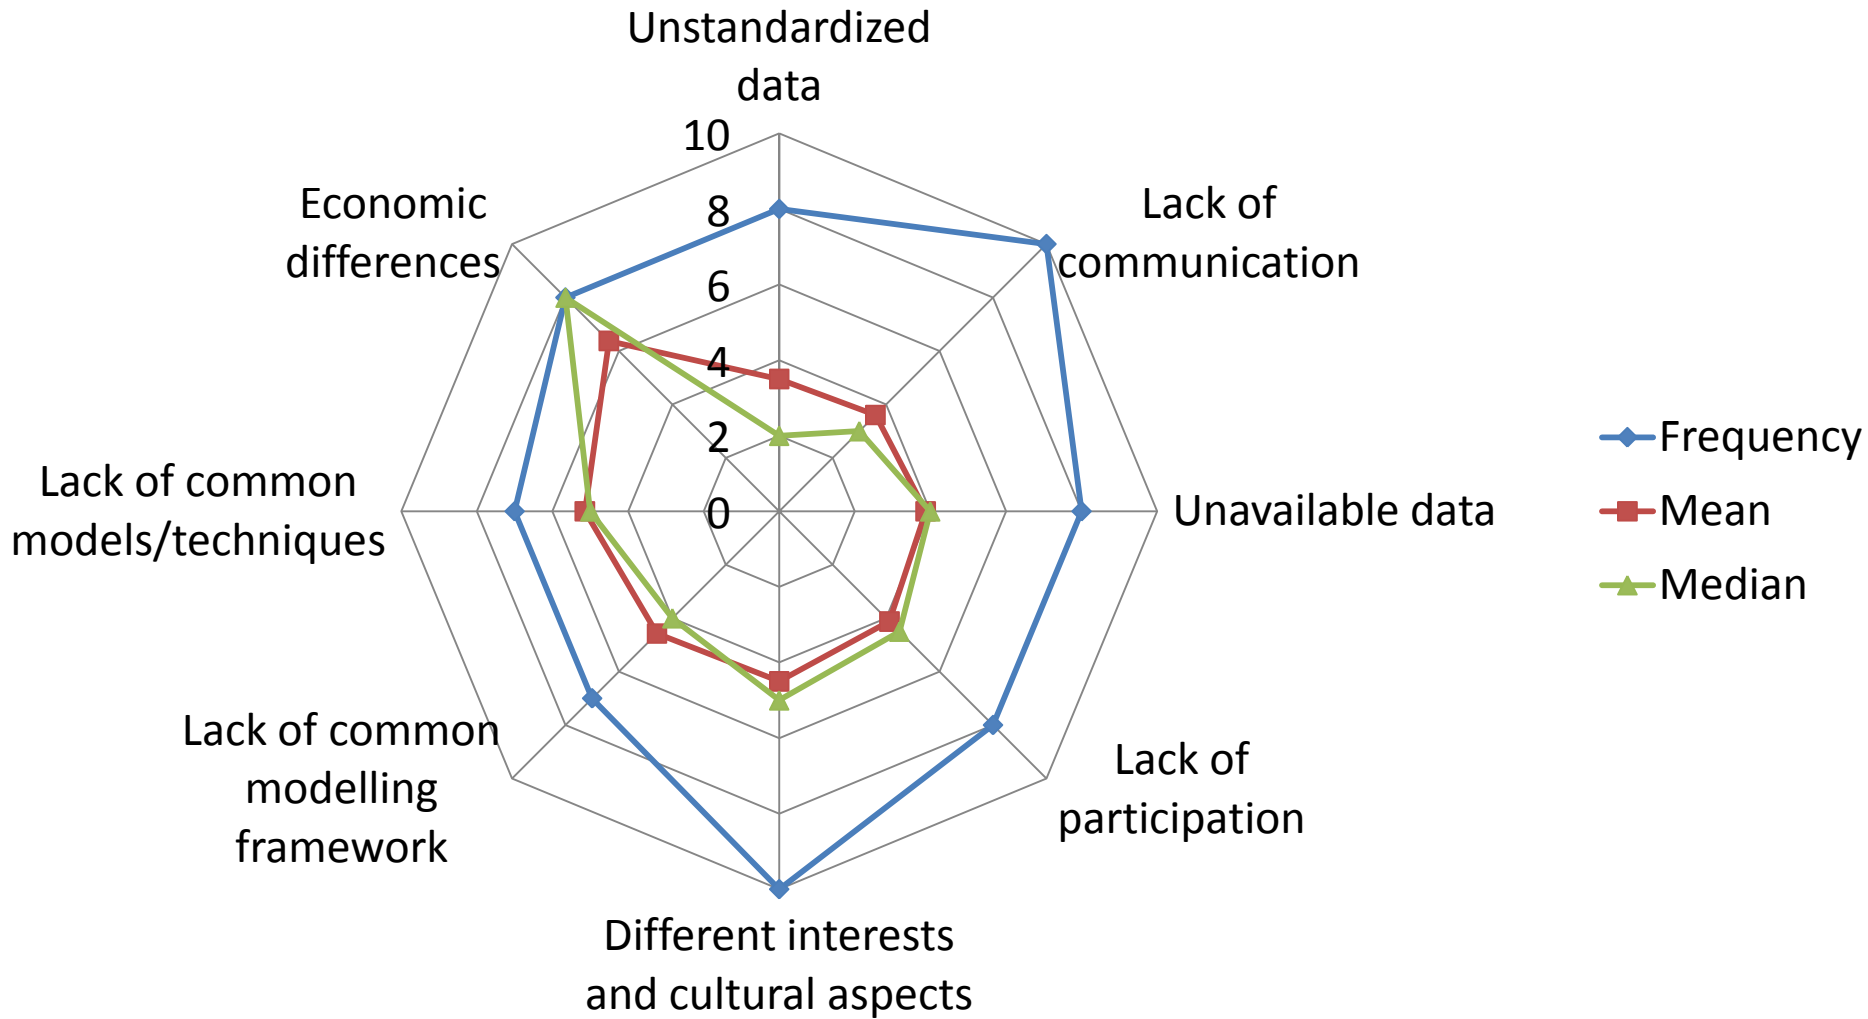 Unstandardized
data
10
8
6
4
2
0
Lack of
communication
Unavailable data
Lack of
participation
Different interests
and cultural aspects
Lack of common
modelling
framework
Lack of common
models/techniques
Economic
differences
Frequency
Mean
Median